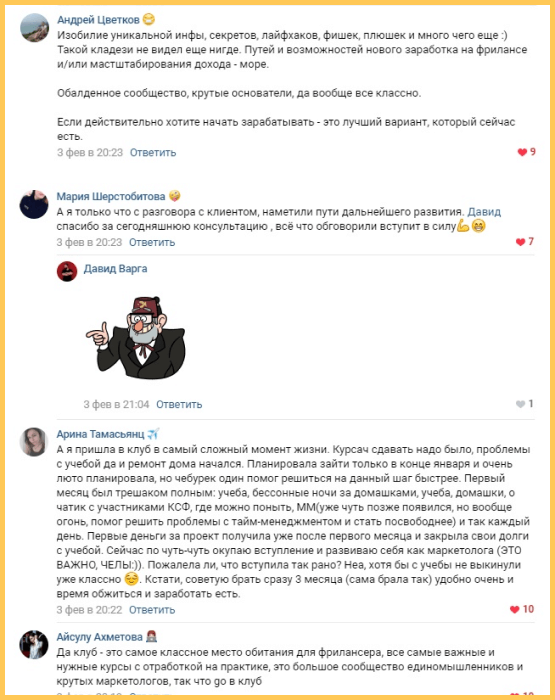 Андрей Цветков
Изобилие уникальной инфы, секретов, лайфхаков, фишек, плюшек и много чего еще :)
Такой кладези не видел еще нигде. Путей и возможностей нового заработка на фрилансе
и/или мастштабирования дохода - море.
Обалденное сообщество, крутые основатели, да вообще все классно.
Если действительно хотите начать зарабатывать - это лучший вариант, который сейчас
есть.
3 фев в 20:23 Ответить
9
Мария Шерстобитова
А я только что с разговора с клиентом, наметили пути дальнейшего развития. Давид
спасибо за сегодняшнюю консультацию , всё что обговорили вступит в силу
3 фев в 20:23 Ответить
7
Давид Варга
3 фев в 21:04 Ответить
1
Арина Тамасьянц
А я пришла в клуб в самый сложный момент жизни. Курсач сдавать надо было, проблемы
с учебой да и ремонт дома начался. Планировала зайти только в конце января и очень
люто планировала, но чебурек один помог решиться на данный шаг быстрее. Первый
месяц был трешаком полным: учеба, бессонные ночи за домашками, учеба, домашки, о
чатик с участниками КСФ, где можно поныть, ММ(уже чуть позже появился, но вообще
огонь, помог решить проблемы с тайм-менеджментом и стать посвободнее) и так каждый
день. Первые деньги за проект получила уже после первого месяца и закрыла свои долги
с учебой. Сейчас по чуть-чуть окупаю вступление и развиваю себя как маркетолога (ЭТО
ВАЖНО, ЧЕЛЫ:)). Пожалела ли, что вступила так рано? Неа, хотя бы с учебы не выкинули
уже классно . Кстати, советую брать сразу 3 месяца (сама брала так) удобно очень и
время обжиться и заработать есть.
3 фев в 20:22 Ответить
10
Айсулу Ахметова
Да клуб - это самое классное место обитания для фрилансера, все самые важные и
нужные курсы с отработкой на практике, это большое сообщество единомышленников и
крутых маркетологов, так что go в клуб